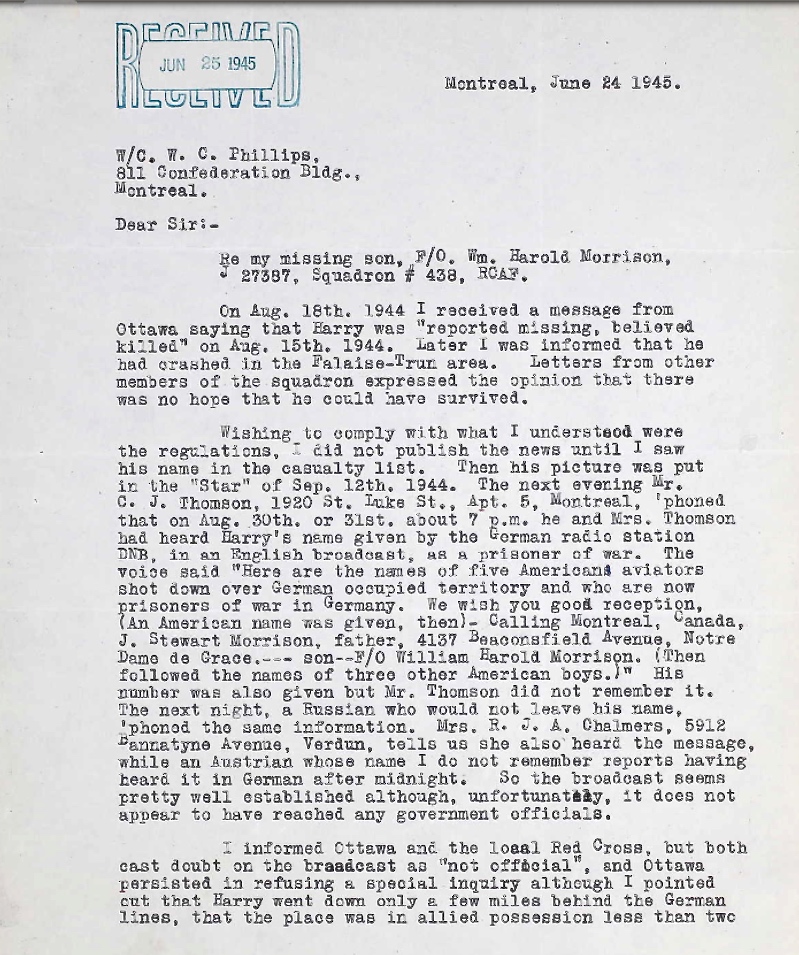 RECEIVED
JUN 25 1945
RECEIVED
Montreal, June 24 1945.
W/C. W. C. Phillips,
811 Confederation Bldg.,
Montreal.
Dear Sir:-
Re my missing son, F/O. Wm. Harold Morrison,
J 27387, Squadron # 438, RCAF.
On Aug. 18th. 1944 I received a message from
Ottawa saying that Harry was "reported missing, believed
killed" on Aug. 15th. 1944. Later I was informed that he
had crashed in the Falaise-Trun area. Letters from other
members of the squadron expressed the opinion that there
was no hope that he could have survived.
Wishing to comply with what I understood were
the regulations, I did not publish the news until I saw
his name in the casualty list. Then his picture was put
in the "Star" of Sep. 12th. 1944. The next evening Mr.
C. J. Thomson, 1920 St. Luke St., Apt. 5, Montreal, 'phoned
that on Aug. 30th. or 31st. about 7 p.m. he and Mrs. Thomson
had heard Harry's name given by the German radio station
DNB, in an English broadcast, as a prisoner of war. The
voice said "Here are the names of five American aviators
shot down over German occupied territory and who are now
prisoners of war in Germany. We wish you good reception,
(An American name was given, then)- Calling Montreal, Canada,
J. Stewart Morrison, father, 4137 Beaconsfield Avenue, Notre
Dame de Grace.--- son--F/O William Harold Morrison. (Then
followed the names of three other American boys.)" His
number was also given but Mr. Thomson did not remember it.
The next night, a Russian who would not leave his name,
'phoned the same information. Mrs. R. J. A. Chalmers, 5912
Bannatyne Avenue, Verdun, tells us she also heard the message,
while an Austrian whose name I do not remember reports having
heard it in German after midnight. So the broadcast seems
pretty well established although, unfortunately, it does not
appear to have reached any government officials.
I informed Ottawa and the local Red Cross, but both
cast doubt on the broadcast as "not official", and Ottawa
persisted in refusing a special inquiry although I pointed
out that Harry went down only a few miles behind the German
lines, that the place was in allied possession less than two